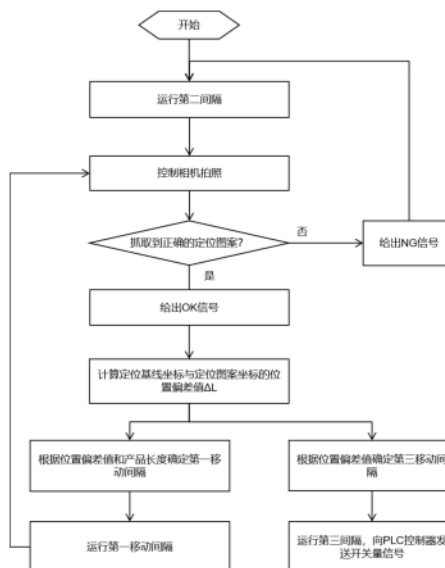 开始
运行第二间隔
控制相机拍照
抓取到正确的定位图案？
否
给出NG信号
是
给出OK信号
计算定位基线坐标与定位图案坐标的位
置偏差值ΔL
根据位置偏差值和产品长度确定第一移
动间隔
根据位置偏差值确定第三移动间
隔
运行第一移动间隔
运行第三间隔，向PLC控制器发
送开关量信号